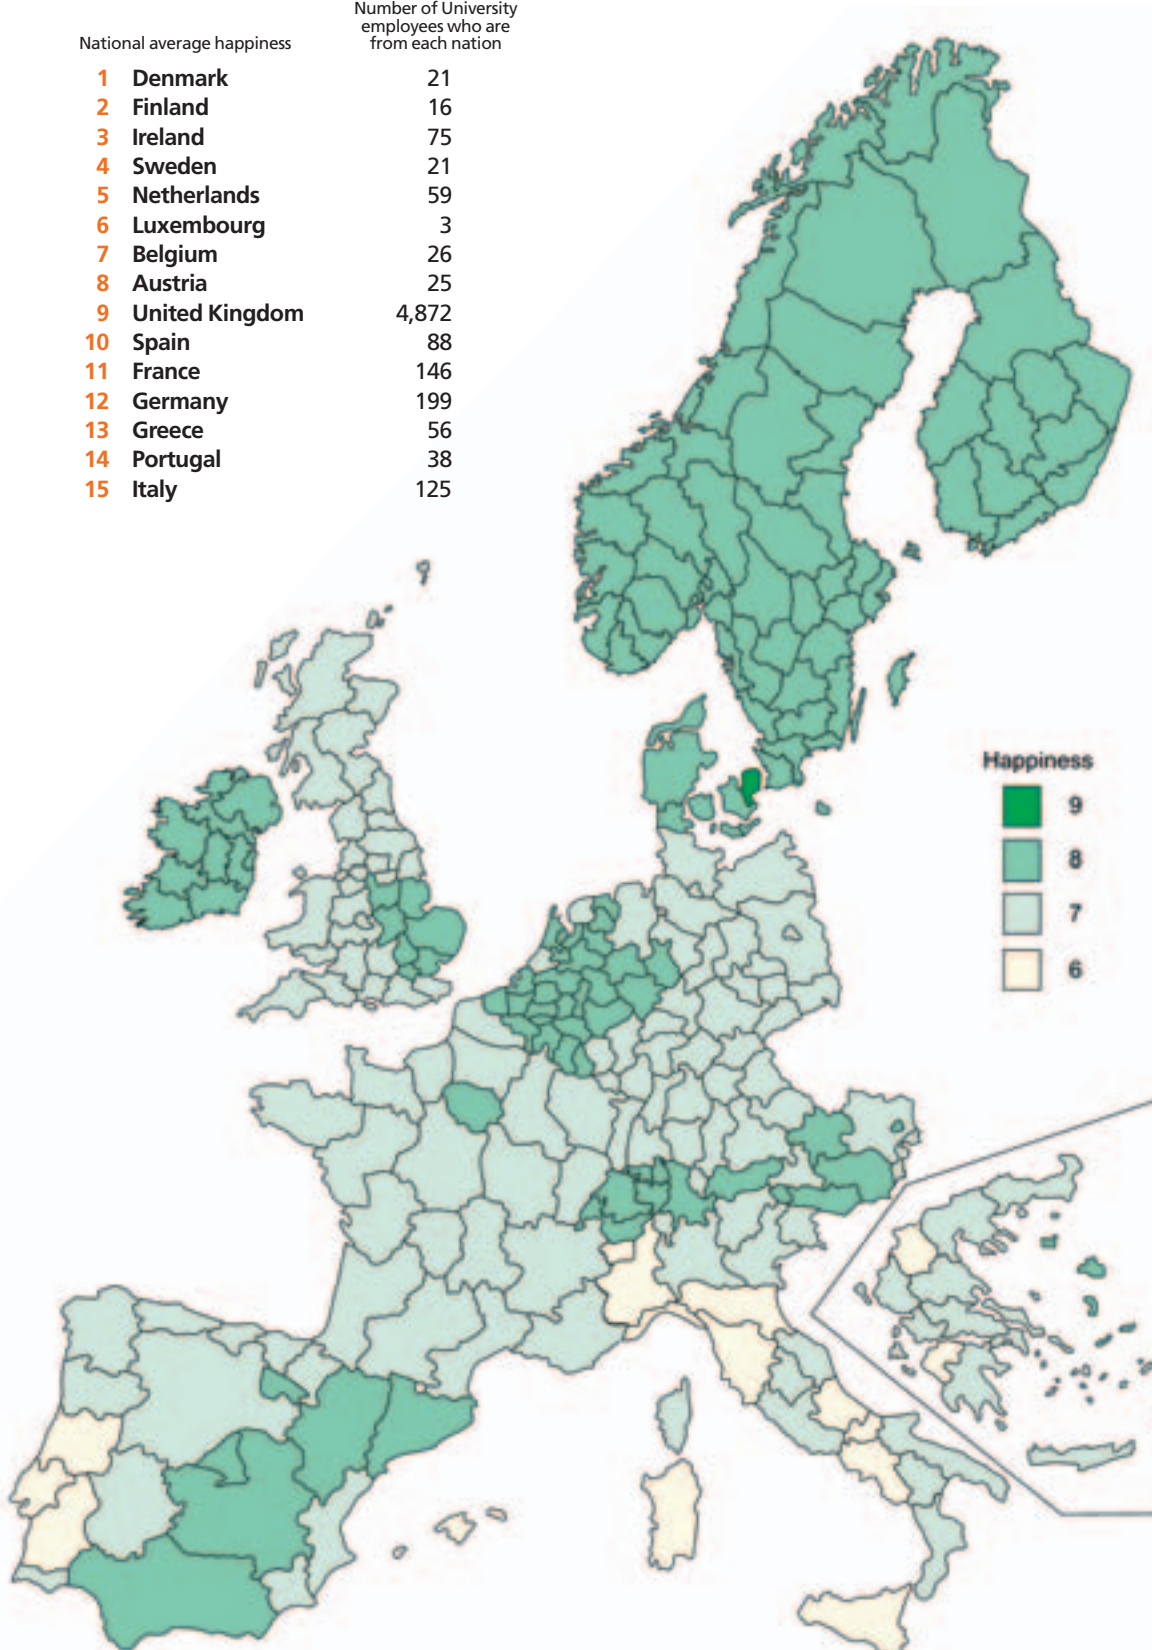 Number of University
employees who are
National average happiness from each nation
1 Denmark 21
2 Finland 16
3 Ireland 75
4 Sweden 21
5 Netherlands 59
6 Luxembourg 3
7 Belgium 26
8 Austria 25
9 United Kingdom 4,872
10 Spain 88
11 France 146
12 Germany 199
13 Greece 56
14 Portugal 38
15 Italy 125
Happiness
9
8
7
6